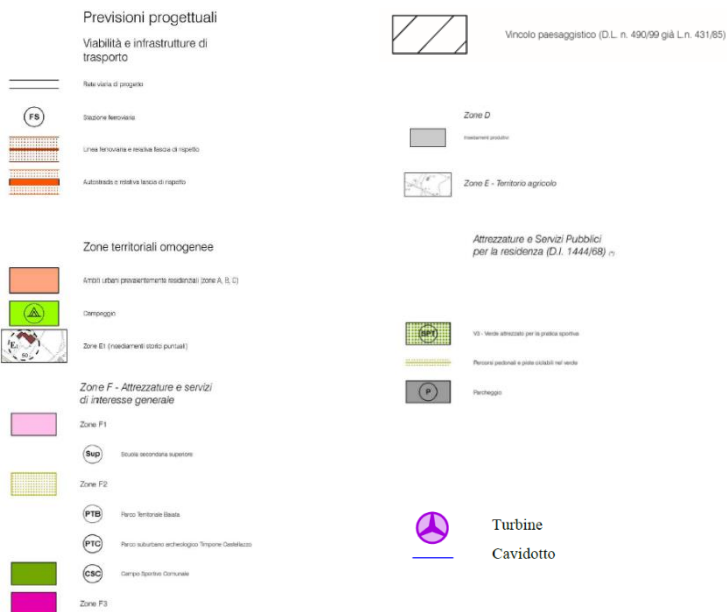 Previsioni progettuali
Viabilità e infrastrutture di
trasporto
Rete viaria di progetto
FS
Stazione ferroviaria
Linea ferroviaria e relativa fascia di rispetto
Autostrada e relativa fascia di rispetto
Zone territoriali omogenee
Ambiti urbani prevalentemente residenziali (zone A, B, C)
Campeggio
Zone E1 (insediamenti storici puntuali)
Zone F - Attrezzature e servizi
di interesse generale
Zone F1
Sup
Scuola secondaria superiore
Zone F2
PTB
Parco Territoriale Baiata
PTC
Parco suburbano archeologico Timpone Castellazzo
CSC
Campo Sportivo Comunale
Zone F3
Vincolo paesaggistico (D.L. n. 490/99 già L.n. 431/85)
Zone D
Insediamenti produttivi
Zone E - Territorio agricolo
Attrezzature e Servizi Pubblici
per la residenza (D.I. 1444/68) (*)
SPT
V3 - Verde attrezzato per la pratica sportiva
Percorsi pedonali e piste ciclabili nel verde
P
Parcheggio
Turbine
Cavidotto